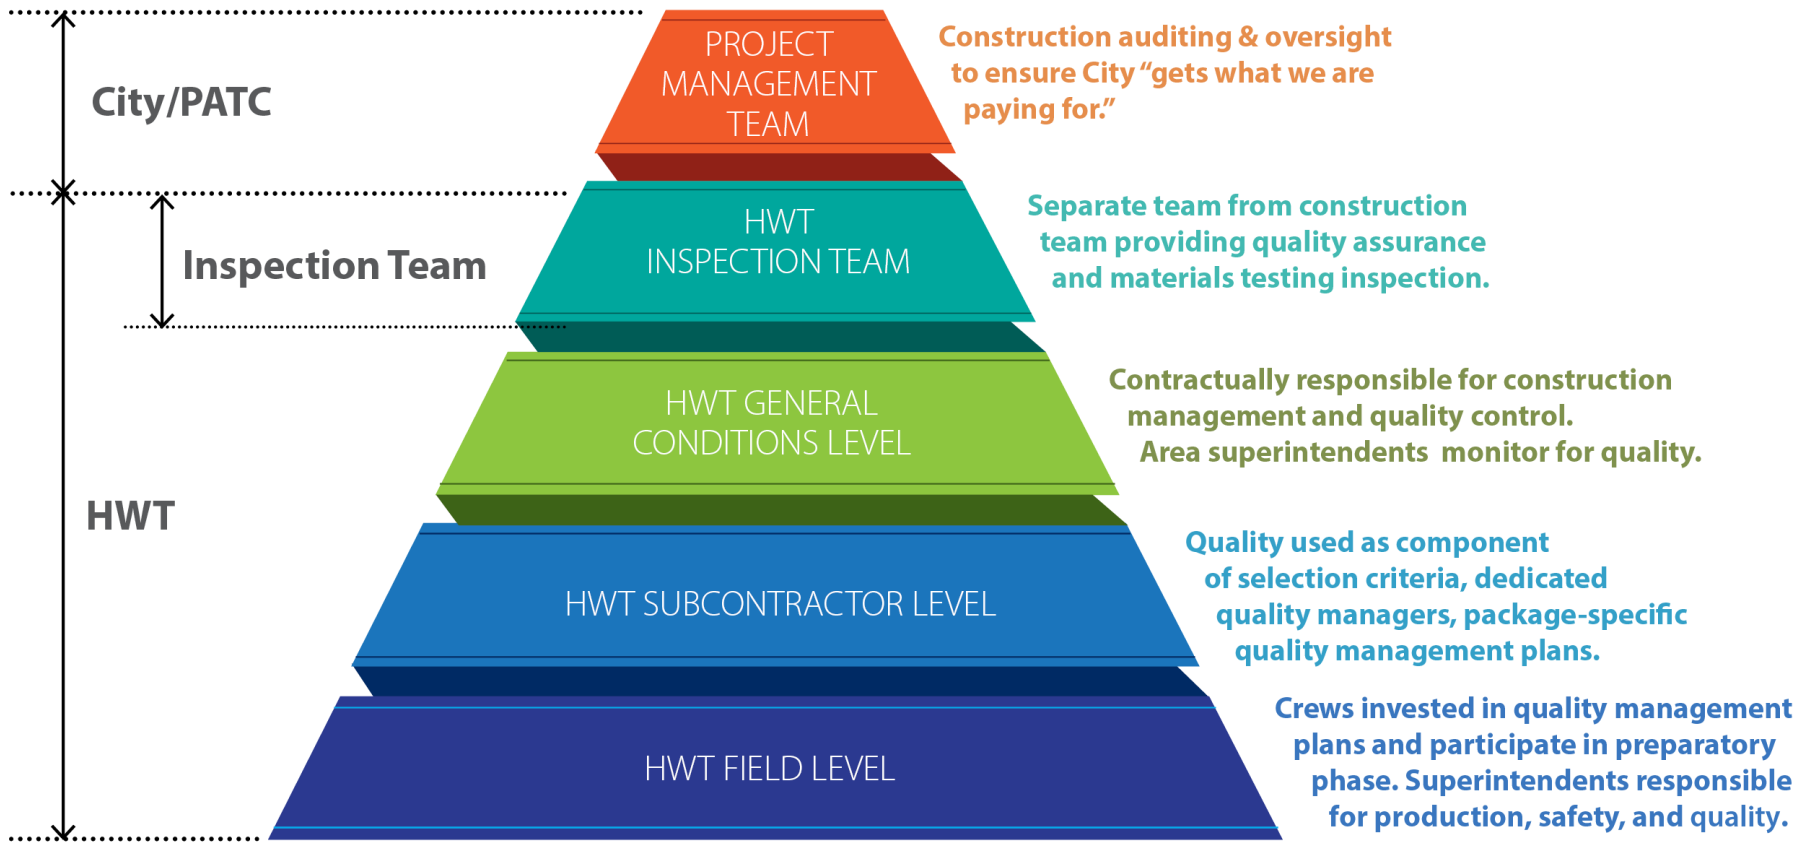 City/PATC
PROJECT
MANAGEMENT
TEAM
Construction auditing & oversight
to ensure City “gets what we are
paying for.”
Inspection Team
HWT
INSPECTION TEAM
Separate team from construction
team providing quality assurance
and materials testing inspection.
HWT
HWT GENERAL
CONDITIONS LEVEL
Contractually responsible for construction
management and quality control.
Area superintendents monitor for quality.
HWT SUBCONTRACTOR LEVEL
Quality used as component
of selection criteria, dedicated
quality managers, package-specific
quality management plans.
HWT FIELD LEVEL
Crews invested in quality management
plans and participate in preparatory
phase. Superintendents responsible
for production, safety, and quality.